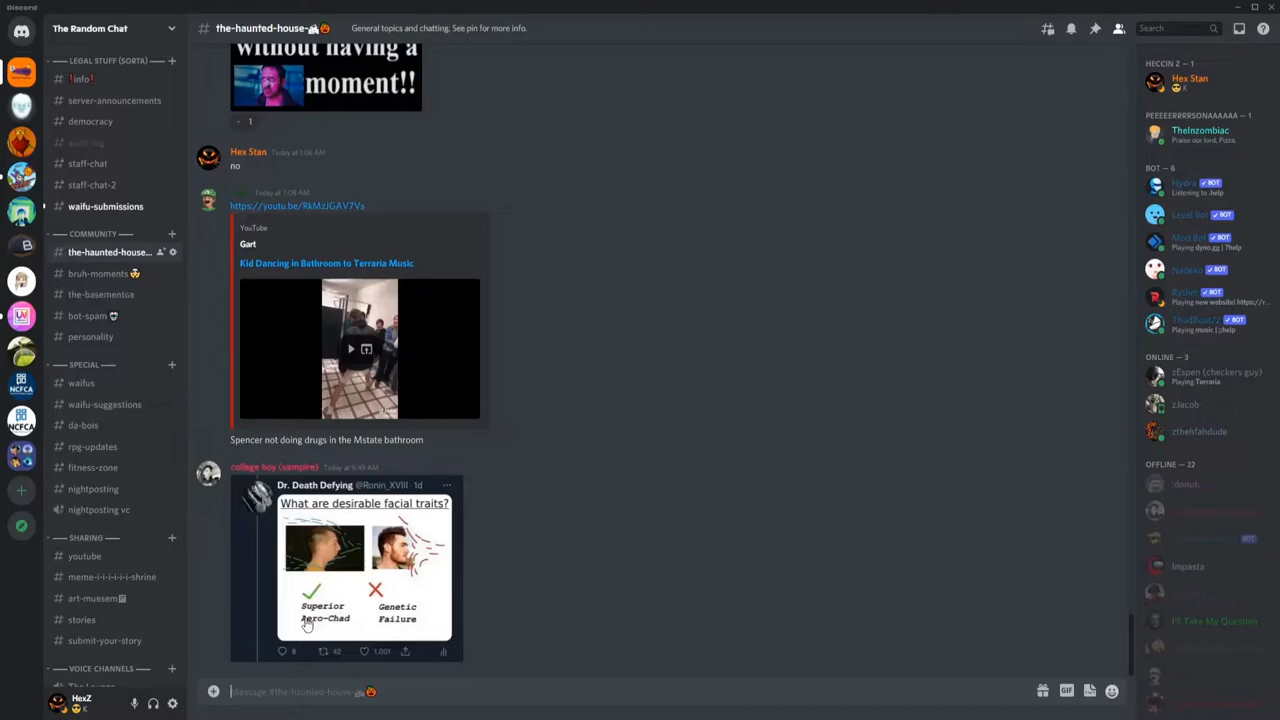 Discord
The Random Chat
LEGAL STUFF (SORTA)
info
server-announcements
democracy
audit-log
staff-chat
staff-chat-2
waifu-submissions
COMMUNITY
the-haunted-house...
bruh-moments
the-basement
bot-spam
personality
SPECIAL
waifus
waifu-suggestions
da-bois
rpg-updates
fitness-zone
nightposting
nightposting vc
SHARING
youtube
meme-i-i-i-i-i-shrine
art-muesem
stories
submit-your-story
VOICE CHANNELS
HexZ
K
NCFCA
NCFCA
the-haunted-house-
General topics and chatting. See pin for more info.
Search
without having a
moment!!
1
Hex Stan Today at 1:06 AM
no
Today at 7:08 AM
https://youtu.be/RkMzJGAV7Vs
YouTube
Gart
Kid Dancing in Bathroom to Terraria Music
Spencer not doing drugs in the Mstate bathroom
college boy (vampire) Today at 9:49 AM
Dr. Death Defying @Ronin_XVIII · 1d
What are desirable facial traits?
Superior
Aero-Chad
Genetic
Failure
8
42
1,001
Message #the-haunted-house-
HECCIN Z — 1
Hex Stan
K
PEEEEERRRRSONAAAAAA — 1
TheInzombiac
Praise our lord, Pizza.
BOT — 6
Hydra BOT
Listening to .help
Level Bot BOT
Mod Bot BOT
Playing dyno.gg | ?help
Nadeko BOT
Rythm BOT
Playing new website! https://r...
BOT
Playing music | ;;help
ONLINE — 3
zEspen (checkers guy)
Playing Terraria
zJacob
zthehfahdude
OFFLINE — 22
:donut:
BOT
Impasta
I'll Take My Question ...